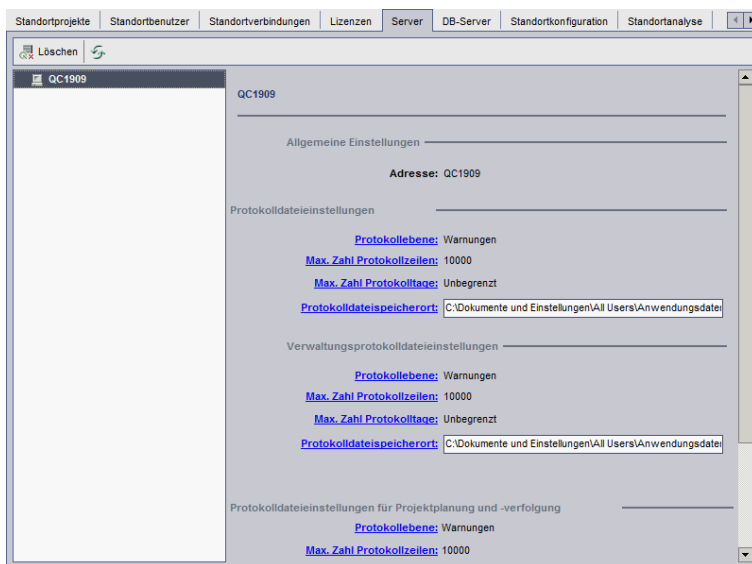 Standortprojekte Standortbenutzer Standortverbindungen Lizenzen Server DB-Server Standortkonfiguration Standortanalyse
Löschen
QC1909
QC1909
Allgemeine Einstellungen
Adresse: QC1909
Protokolldateieinstellungen
Protokollebene: Warnungen
Max. Zahl Protokollzeilen: 10000
Max. Zahl Protokolltage: Unbegrenzt
Protokolldateispeicherort: C:\Dokumente und Einstellungen\All Users\Anwendungsdate
Verwaltungsprotokolldateieinstellungen
Protokollebene: Warnungen
Max. Zahl Protokollzeilen: 10000
Max. Zahl Protokolltage: Unbegrenzt
Protokolldateispeicherort: C:\Dokumente und Einstellungen\All Users\Anwendungsdate
Protokolldateieinstellungen für Projektplanung und -verfolgung
Protokollebene: Warnungen
Max. Zahl Protokollzeilen: 10000